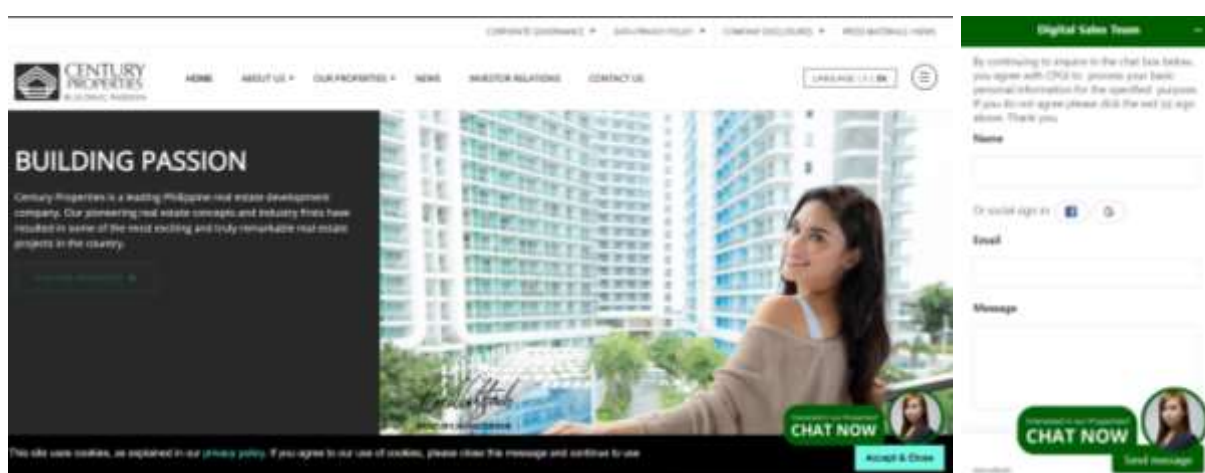 CORPORATE GOVERNANCE
DATA PRIVACY POLICY
COMPANY DISCLOSURES
PRESS MATERIALS / NEWS
CENTURY
PROPERTIES
BUILDING PASSION
HOME
ABOUT US
OUR PROPERTIES
NEWS
INVESTOR RELATIONS
CONTACT US
LANGUAGE
EN
BUILDING PASSION
Century Properties is a leading Philippine real estate development
company. Our pioneering real estate concepts and industry firsts have
resulted in some of the most exciting and truly remarkable real estate
projects in the country.
CHAT NOW
This site uses cookies, as explained in our privacy policy. If you agree to our use of cookies, please close this message and continue to use
Accept & Close
Digital Sales Team
By continuing to inquire in the chat box below,
you agree with CPGI to process your basic
personal information for the specified purpose.
If you do not agree please click the exit (x) sign
above. Thank you.
Name
Or social sign in
G
Email
Message
CHAT NOW
Send message